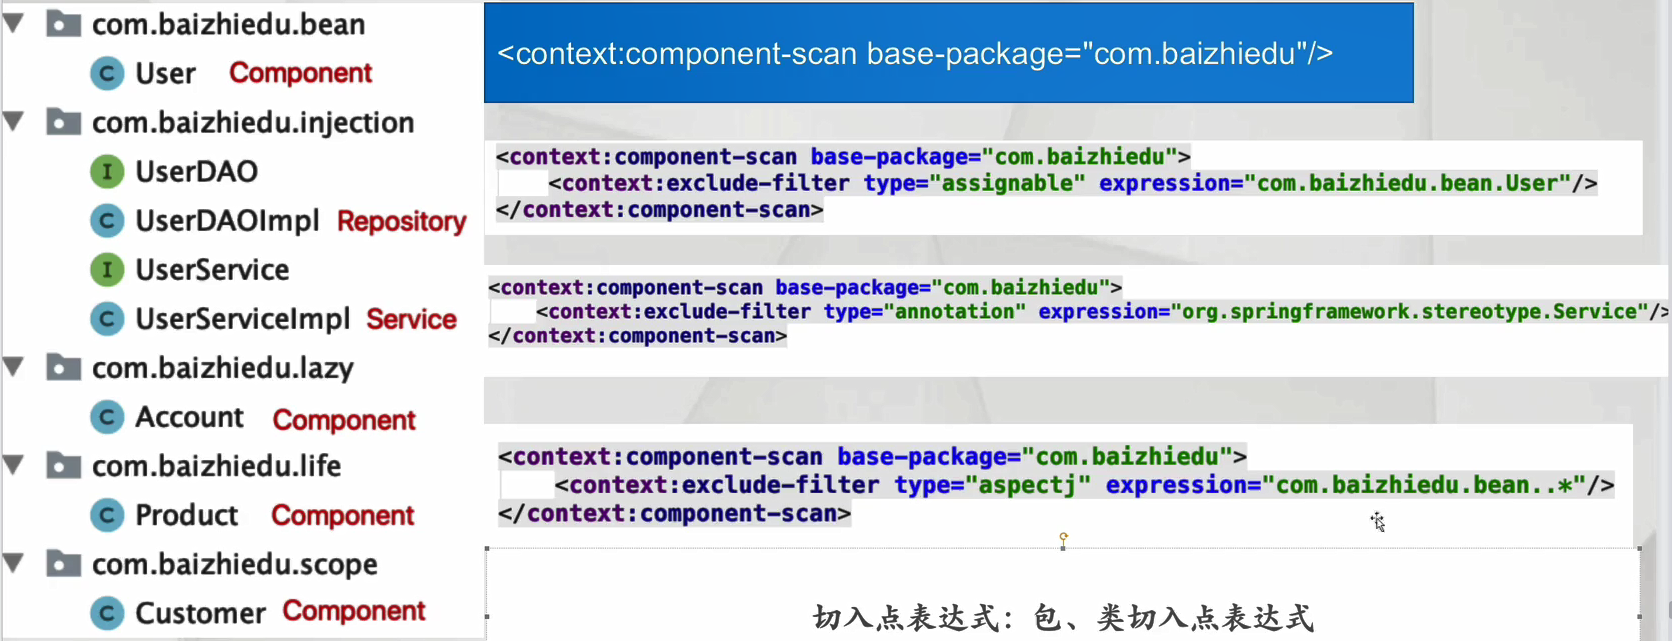 com.baizhiedu.bean
C User Component
com.baizhiedu.injection
I UserDAO
C UserDAOImpl Repository
I UserService
C UserServiceImpl Service
com.baizhiedu.lazy
C Account Component
com.baizhiedu.life
C Product Component
com.baizhiedu.scope
C Customer Component
<context:component-scan base-package="com.baizhiedu"/>
<context:component-scan base-package="com.baizhiedu">
<context:exclude-filter type="assignable" expression="com.baizhiedu.bean.User"/>
</context:component-scan>
<context:component-scan base-package="com.baizhiedu">
<context:exclude-filter type="annotation" expression="org.springframework.stereotype.Service"/>
</context:component-scan>
<context:component-scan base-package="com.baizhiedu">
<context:exclude-filter type="aspectj" expression="com.baizhiedu.bean..*"/>
</context:component-scan>
切入点表达式：包、类切入点表达式